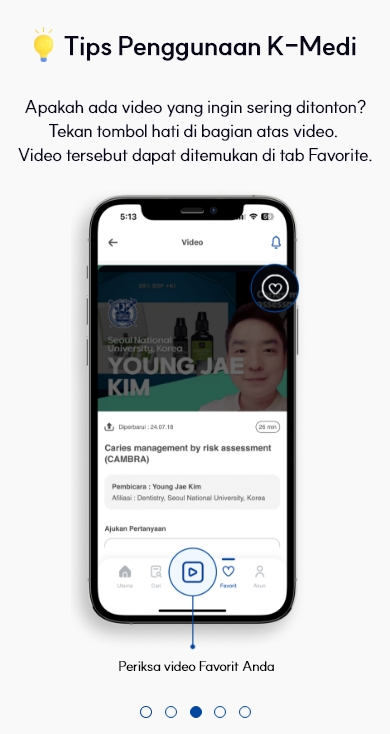 Tips Penggunaan K-Medi
Apakah ada video yang ingin sering ditonton?
Tekan tombol hati di bagian atas video.
Video tersebut dapat ditemukan di tab Favorite.
5:13
Video
Seoul National
University, Korea
YOUNG JAE
KIM
Diperbarui : 24.07.18
26 min
Caries management by risk assessment
(CAMBRA)
Pembicara : Young Jae Kim
Afiliasi : Dentistry, Seoul National University, Korea
Ajukan Pertanyaan
Utama
Cari
Favorit
Akun
Periksa video Favorit Anda